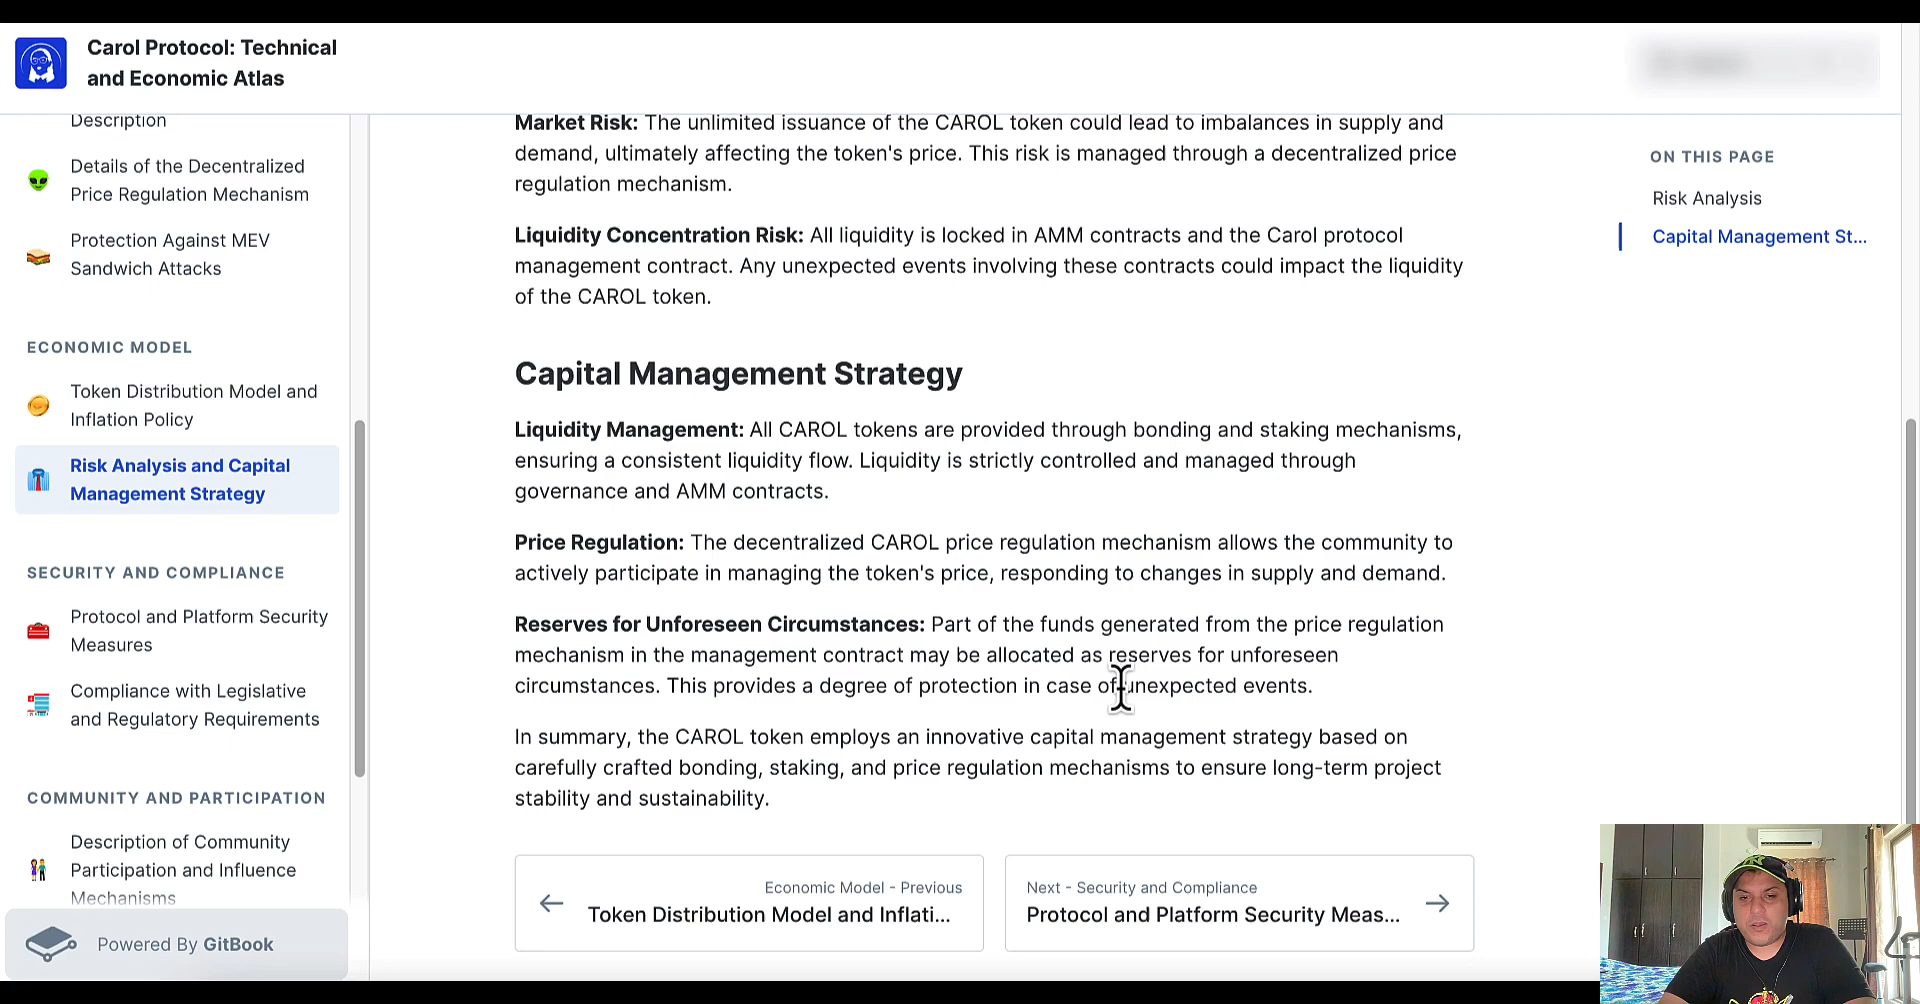 Carol Protocol: Technical
and Economic Atlas
Description
Details of the Decentralized
Price Regulation Mechanism
Protection Against MEV
Sandwich Attacks
ECONOMIC MODEL
Token Distribution Model and
Inflation Policy
Risk Analysis and Capital
Management Strategy
SECURITY AND COMPLIANCE
Protocol and Platform Security
Measures
Compliance with Legislative
and Regulatory Requirements
COMMUNITY AND PARTICIPATION
Description of Community
Participation and Influence
Mechanisms
Powered By GitBook
Market Risk: The unlimited issuance of the CAROL token could lead to imbalances in supply and
demand, ultimately affecting the token's price. This risk is managed through a decentralized price
regulation mechanism.
Liquidity Concentration Risk: All liquidity is locked in AMM contracts and the Carol protocol
management contract. Any unexpected events involving these contracts could impact the liquidity
of the CAROL token.
Capital Management Strategy
Liquidity Management: All CAROL tokens are provided through bonding and staking mechanisms,
ensuring a consistent liquidity flow. Liquidity is strictly controlled and managed through
governance and AMM contracts.
Price Regulation: The decentralized CAROL price regulation mechanism allows the community to
actively participate in managing the token's price, responding to changes in supply and demand.
Reserves for Unforeseen Circumstances: Part of the funds generated from the price regulation
mechanism in the management contract may be allocated as reserves for unforeseen
circumstances. This provides a degree of protection in case of unexpected events.
In summary, the CAROL token employs an innovative capital management strategy based on
carefully crafted bonding, staking, and price regulation mechanisms to ensure long-term project
stability and sustainability.
Economic Model - Previous
Token Distribution Model and Inflati...
Next - Security and Compliance
Protocol and Platform Security Meas...
ON THIS PAGE
Risk Analysis
Capital Management St...